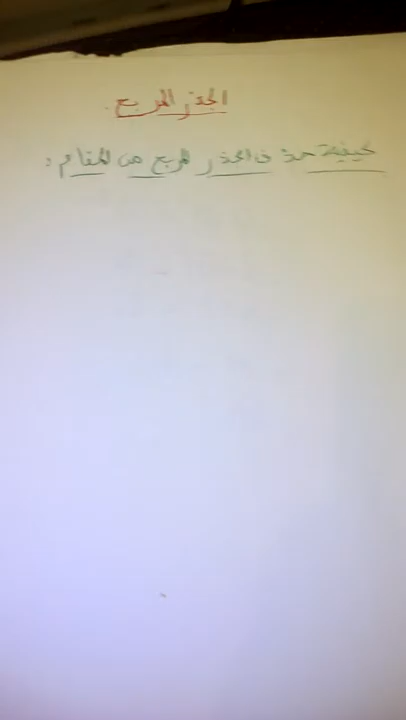 الجذر المربع.
كيفية حذف الجذر المربع من المقام: